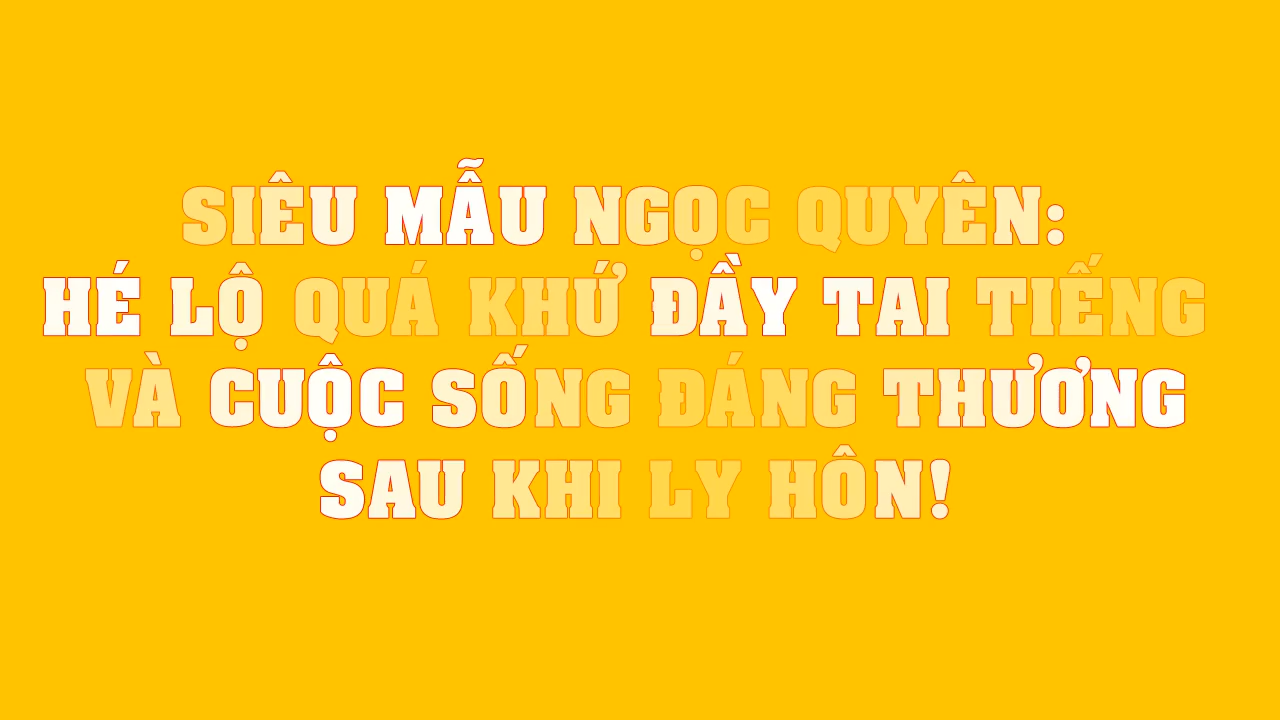 SIÊU MẪU NGỌC QUYÊN:
HÉ LỘ QUÁ KHỨ ĐẦY TAI TIẾNG
VÀ CUỘC SỐNG ĐÁNG THƯƠNG
SAU KHI LY HÔN!